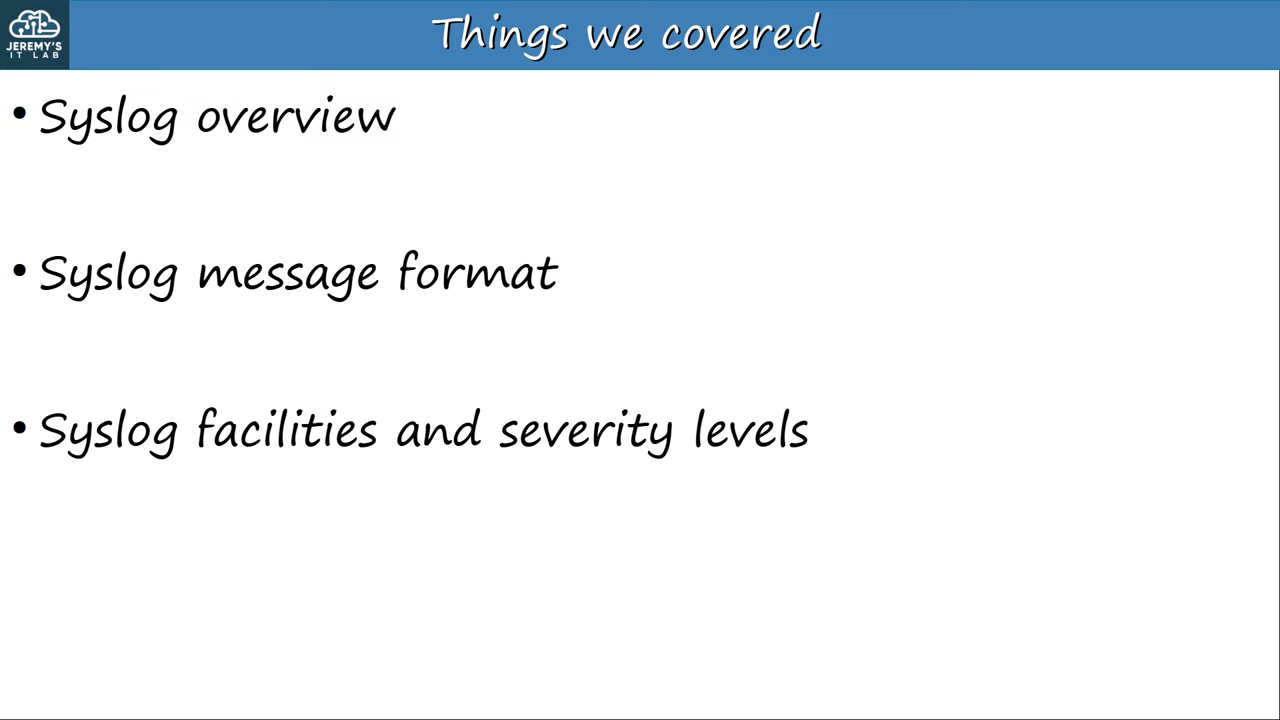 JEREMY'S
IT LAB
Things we covered
• Syslog overview
• Syslog message format
• Syslog facilities and severity levels